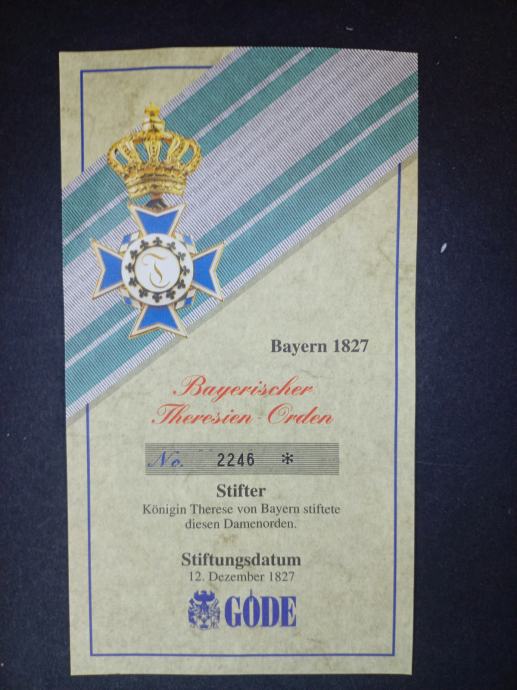 T
Bayern 1827
Bayerischer
Theresien-Orden
No. 2246 *
Stifter
Königin Therese von Bayern stiftete
diesen Damenorden.
Stiftungsdatum
12. Dezember 1827
GÖDE